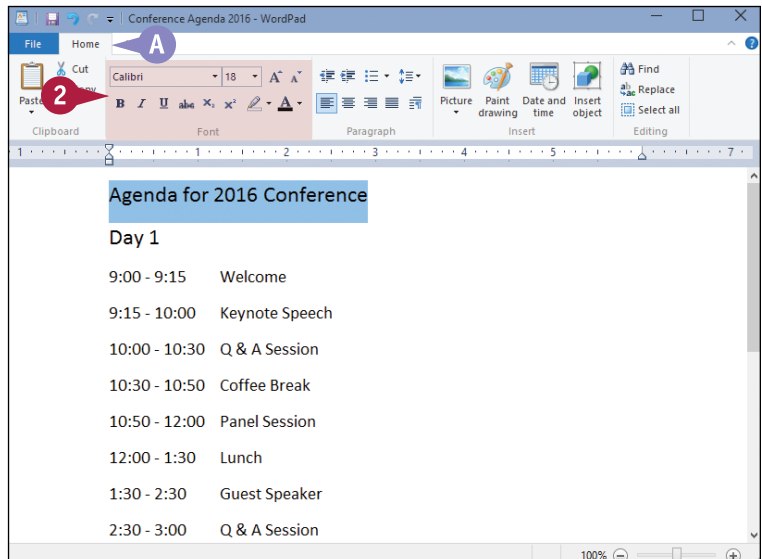 Conference Agenda 2016 - WordPad
File Home A
Cut
Calibri 18 A A Find
Replace
Paste 2 B I U abc X₂ x² A Picture Paint drawing Date and time Insert object Select all
Clipboard Font Paragraph Insert Editing
1 1 2 3 4 5 7
Agenda for 2016 Conference
Day 1
9:00 - 9:15 Welcome
9:15 - 10:00 Keynote Speech
10:00 - 10:30 Q & A Session
10:30 - 10:50 Coffee Break
10:50 - 12:00 Panel Session
12:00 - 1:30 Lunch
1:30 - 2:30 Guest Speaker
2:30 - 3:00 Q & A Session
100%